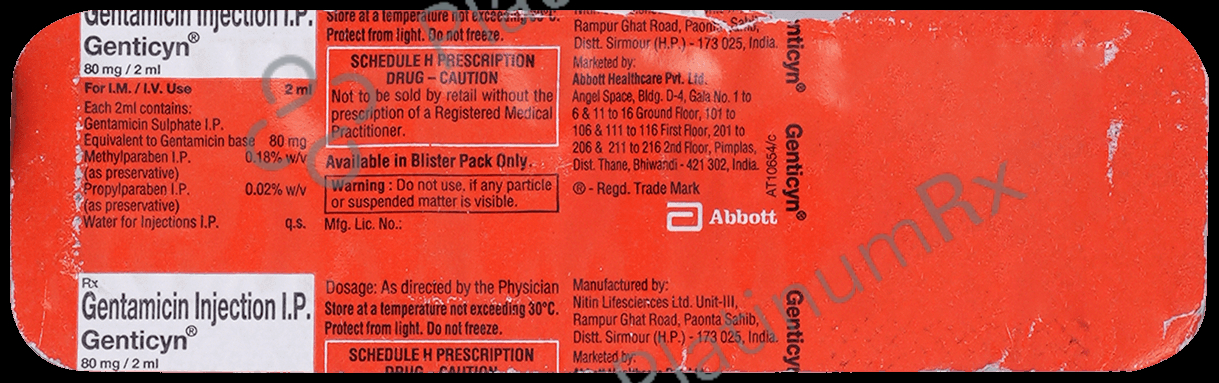 Gentamicin Injection I.P.
Genticyn®
80 mg / 2 ml
For I.M. / I.V. Use 2 ml
Each 2ml contains:
Gentamicin Sulphate I.P.
Equivalent to Gentamicin base 80 mg
Methylparaben I.P. 0.18% w/v
(as preservative)
Propylparaben I.P. 0.02% w/v
(as preservative)
Water for Injections I.P. q.s.
Rx
Gentamicin Injection I.P.
Genticyn®
80 mg / 2 ml
Store at a temperature not exceeding 30°C.
Protect from light. Do not freeze.
SCHEDULE H PRESCRIPTION
DRUG – CAUTION
Not to be sold by retail without the
prescription of a Registered Medical
Practitioner.
Available in Blister Pack Only.
Warning : Do not use, if any particle
or suspended matter is visible.
Mfg. Lic. No.:
Dosage: As directed by the Physician
Store at a temperature not exceeding 30°C.
Protect from light. Do not freeze.
SCHEDULE H PRESCRIPTION
DRUG – CAUTION
Rampur Ghat Road, Paonta Sahib,
Distt. Sirmour (H.P.) - 173 025, India.
Marketed by:
Abbott Healthcare Pvt. Ltd.
Angel Space, Bldg. D-4, Gala No. 1 to
6 & 11 to 16 Ground Floor, 101 to
106 & 111 to 116 First Floor, 201 to
206 & 211 to 216 2nd Floor, Pimplas,
Dist. Thane, Bhiwandi - 421 302, India.
® - Regd. Trade Mark
Abbott
Manufactured by:
Nitin Lifesciences Ltd. Unit-III,
Rampur Ghat Road, Paonta Sahib,
Distt. Sirmour (H.P.) - 173 025, India.
Marketed by:
Genticyn®
Genticyn®
AT10654/c
Genticyn
PlatinumRx